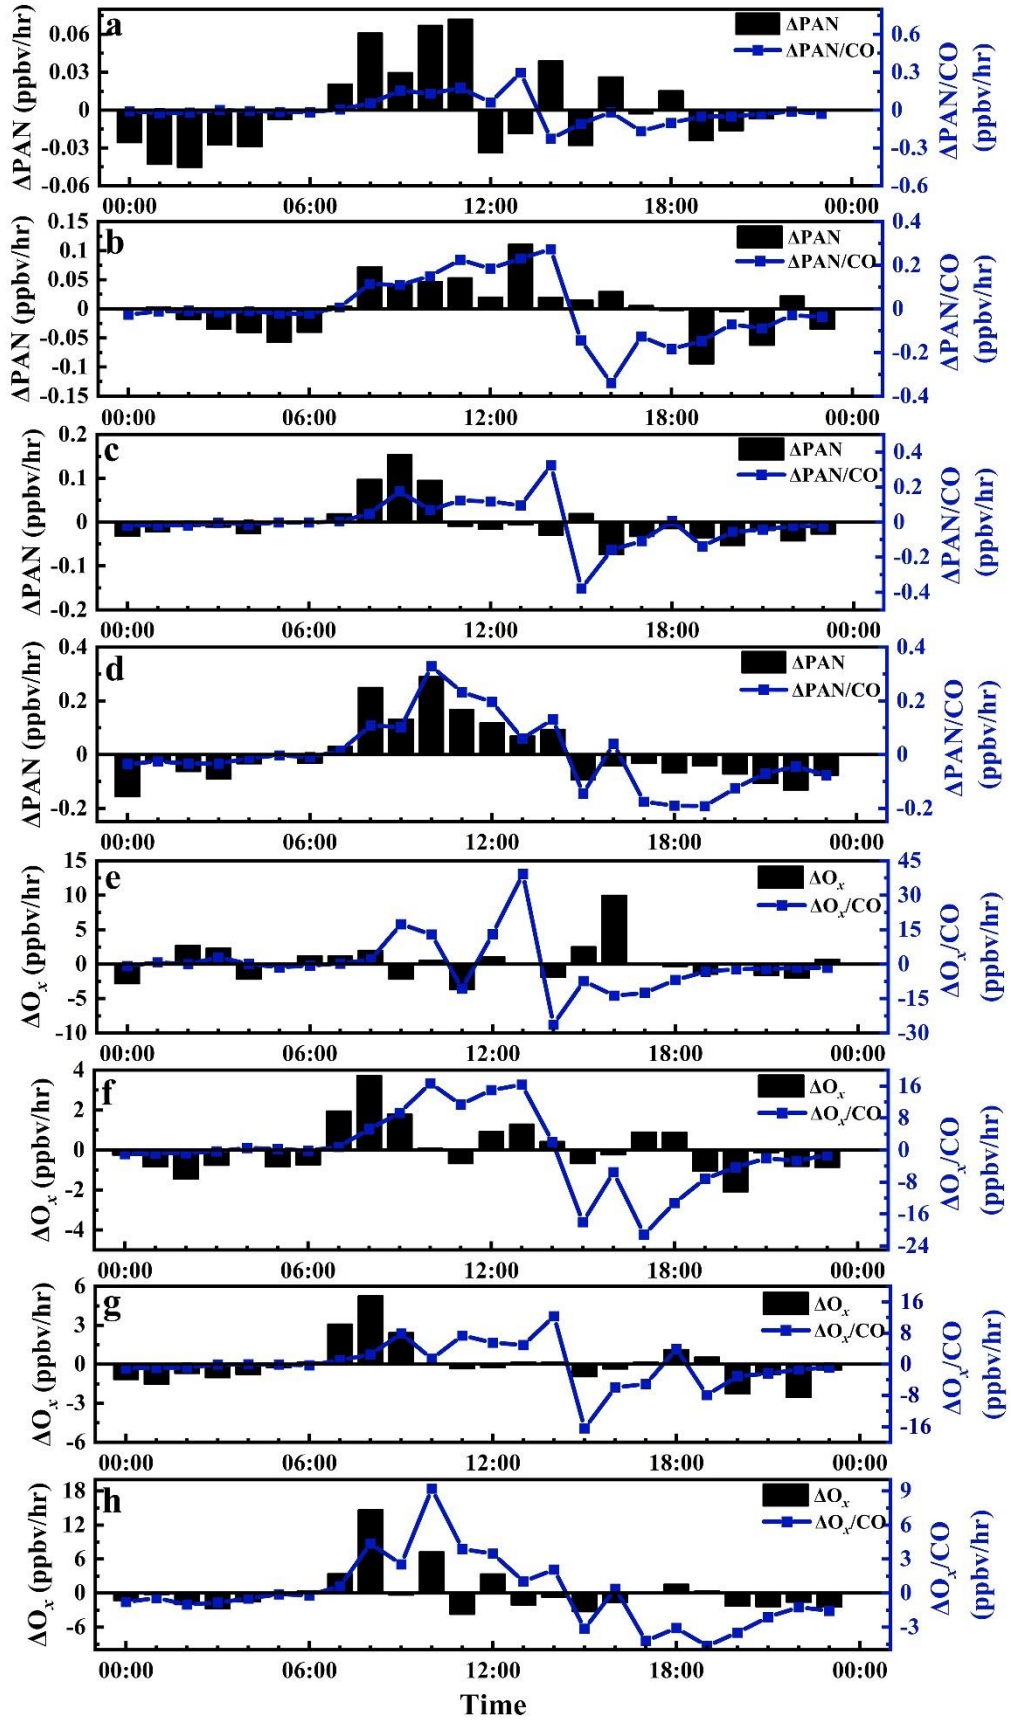 a
ΔPAN
ΔPAN/CO
ΔPAN (ppbv/hr)
0.06
0.03
0
-0.03
-0.06
0.6
0.3
0
-0.3
-0.6
ΔPAN/CO
(ppbv/hr)
00:00 06:00 12:00 18:00 00:00
b
ΔPAN
ΔPAN/CO
ΔPAN (ppbv/hr)
0.15
0.1
0.05
0
-0.05
-0.1
-0.15
0.4
0.2
0
-0.2
-0.4
ΔPAN/CO
(ppbv/hr)
00:00 06:00 12:00 18:00 00:00
c
ΔPAN
ΔPAN/CO
ΔPAN (ppbv/hr)
0.2
0.1
0
-0.1
-0.2
0.4
0.2
0
-0.2
-0.4
ΔPAN/CO
(ppbv/hr)
00:00 06:00 12:00 18:00 00:00
d
ΔPAN
ΔPAN/CO
ΔPAN (ppbv/hr)
0.4
0.2
0
-0.2
0.4
0.2
0
-0.2
ΔPAN/CO
(ppbv/hr)
00:00 06:00 12:00 18:00 00:00
e
ΔOx
ΔOx/CO
ΔOx (ppbv/hr)
15
10
5
0
-5
-10
45
30
15
0
-15
-30
ΔOx/CO
(ppbv/hr)
00:00 06:00 12:00 18:00 00:00
f
ΔOx
ΔOx/CO
ΔOx (ppbv/hr)
4
2
0
-2
-4
16
8
0
-8
-16
-24
ΔOx/CO
(ppbv/hr)
00:00 06:00 12:00 18:00 00:00
g
ΔOx
ΔOx/CO
ΔOx (ppbv/hr)
6
3
0
-3
-6
16
8
0
-8
-16
ΔOx/CO
(ppbv/hr)
00:00 06:00 12:00 18:00 00:00
h
ΔOx
ΔOx/CO
ΔOx (ppbv/hr)
18
12
6
0
-6
9
6
3
0
-3
ΔOx/CO
(ppbv/hr)
00:00 06:00 12:00 18:00 00:00
Time